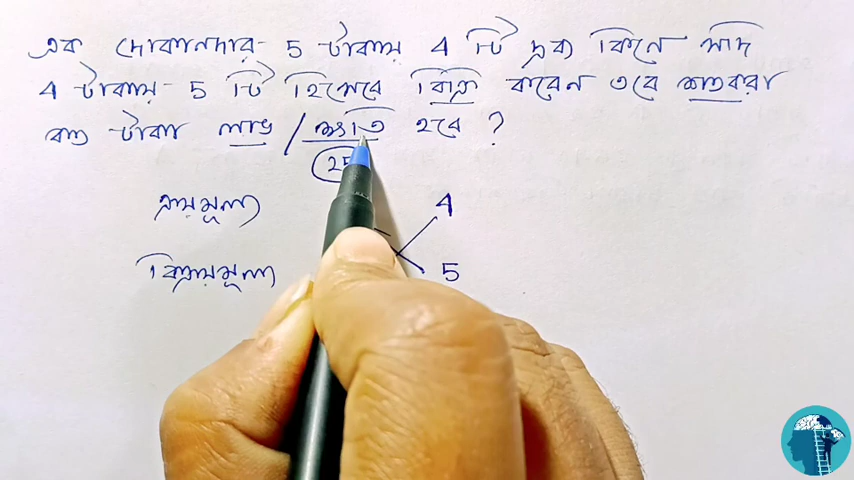 এক দোকানদার 5 টাকায় 4 টি দ্রব্য কিনে যদি
4 টাকায় 5 টি হিসেবে বিক্রি করেন তবে শতকরা
কত টাকা লাভ / ক্ষতি হবে ?
ক্রয়মূল্য 4
বিক্রয়মূল্য 5